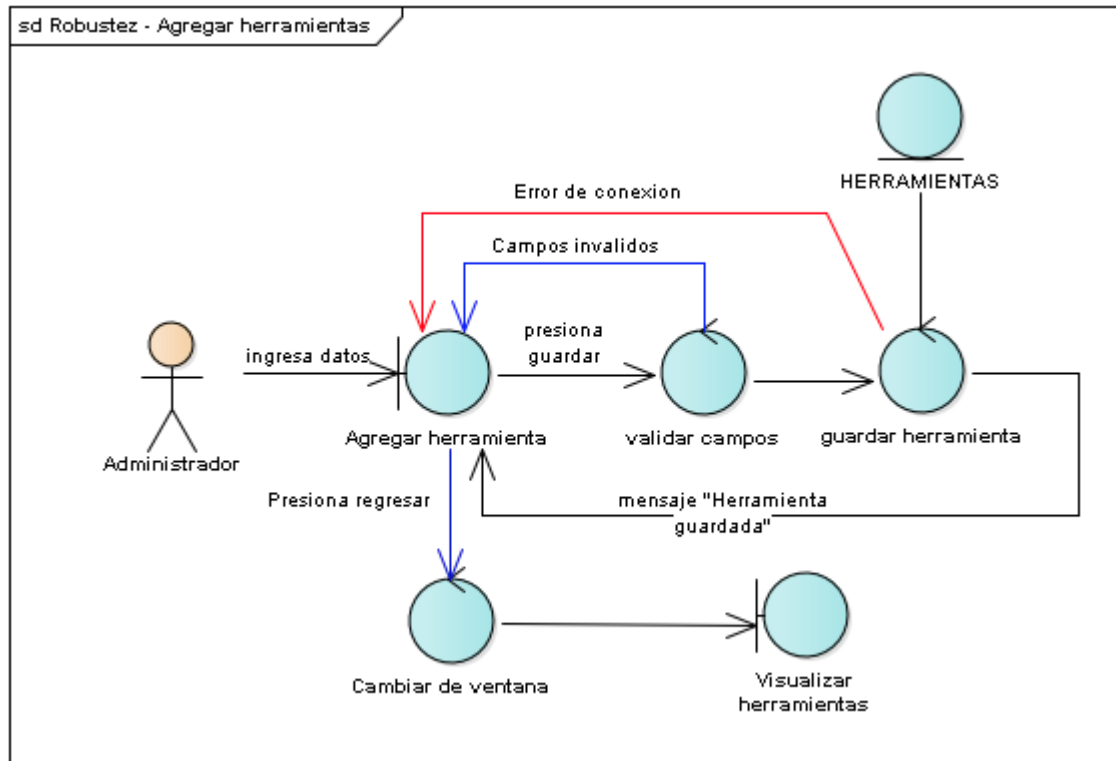 sd Robustez - Agregar herramientas
HERRAMIENTAS
Error de conexion
Campos invalidos
ingresa datos
presiona
guardar
Administrador
Agregar herramienta
validar campos
guardar herramienta
Presiona regresar
mensaje "Herramienta
guardada"
Cambiar de ventana
Visualizar
herramientas